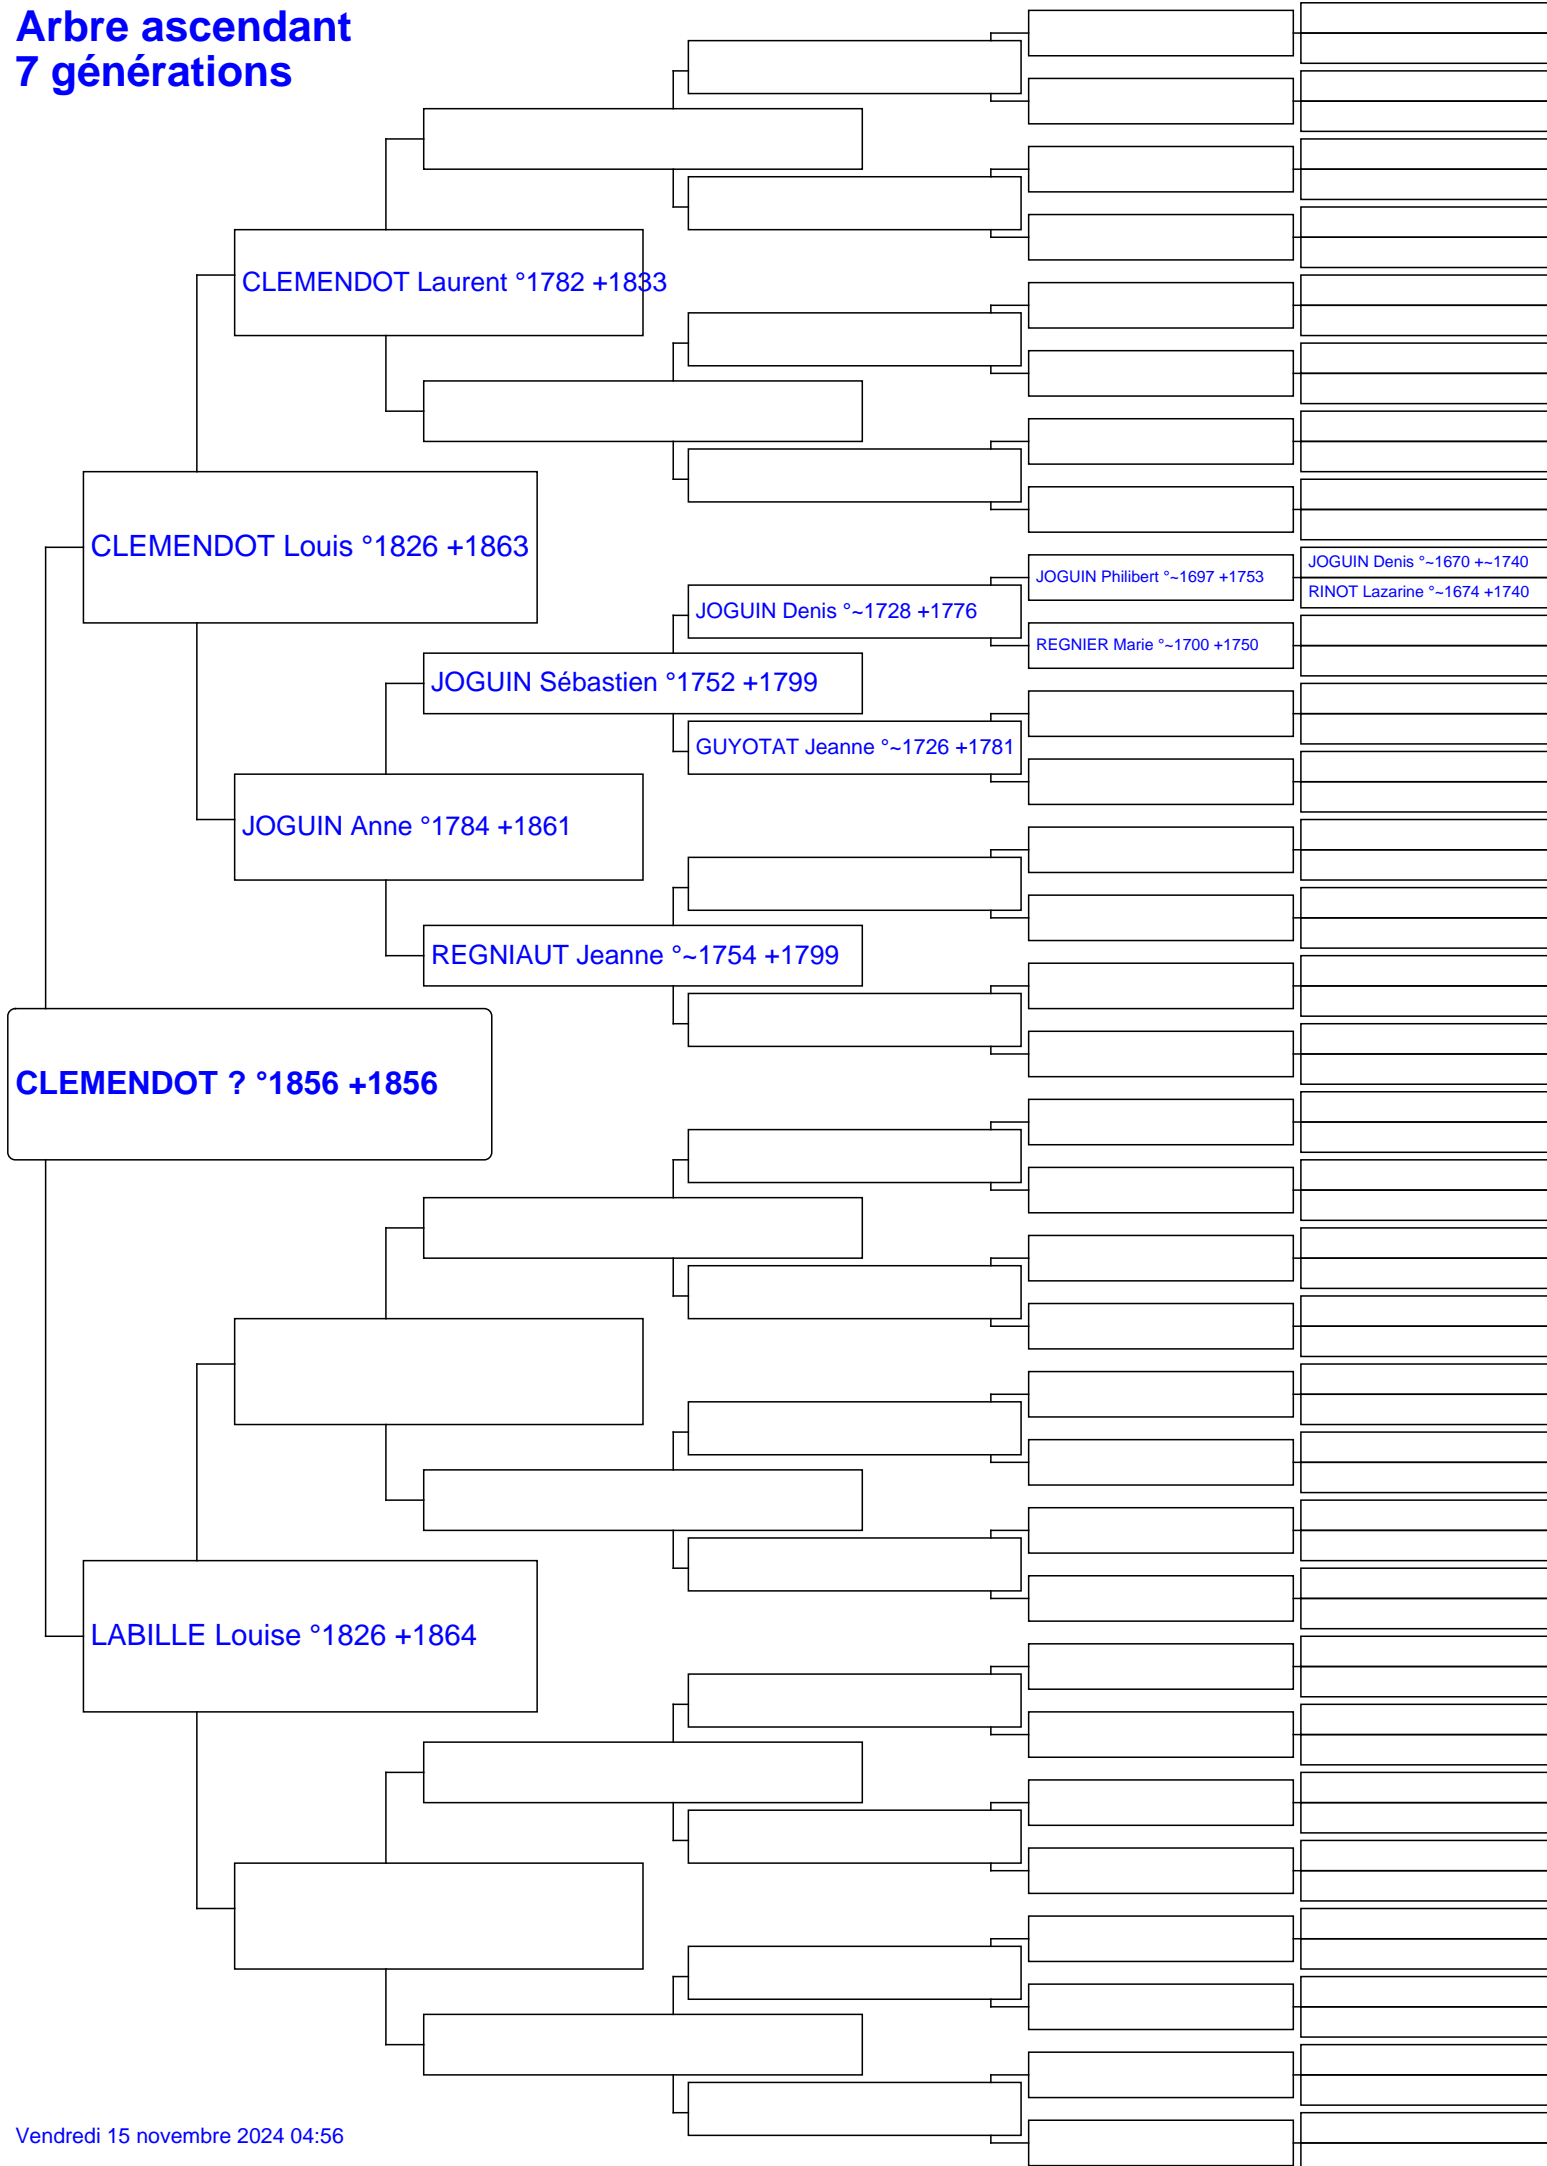 Arbre ascendant
7 générations
CLEMENDOT Laurent °1782 +1833
CLEMENDOT Louis °1826 +1863
JOGUIN Denis °~1670 +~1740
JOGUIN Philibert °~1697 +1753
RINOT Lazarine °~1674 +1740
JOGUIN Denis °~1728 +1776
REGNIER Marie °~1700 +1750
JOGUIN Sébastien °1752 +1799
GUYOTAT Jeanne °~1726 +1781
JOGUIN Anne °1784 +1861
REGNIAUT Jeanne °~1754 +1799
CLEMENDOT ? °1856 +1856
LABILLE Louise °1826 +1864
Vendredi 15 novembre 2024 04:56